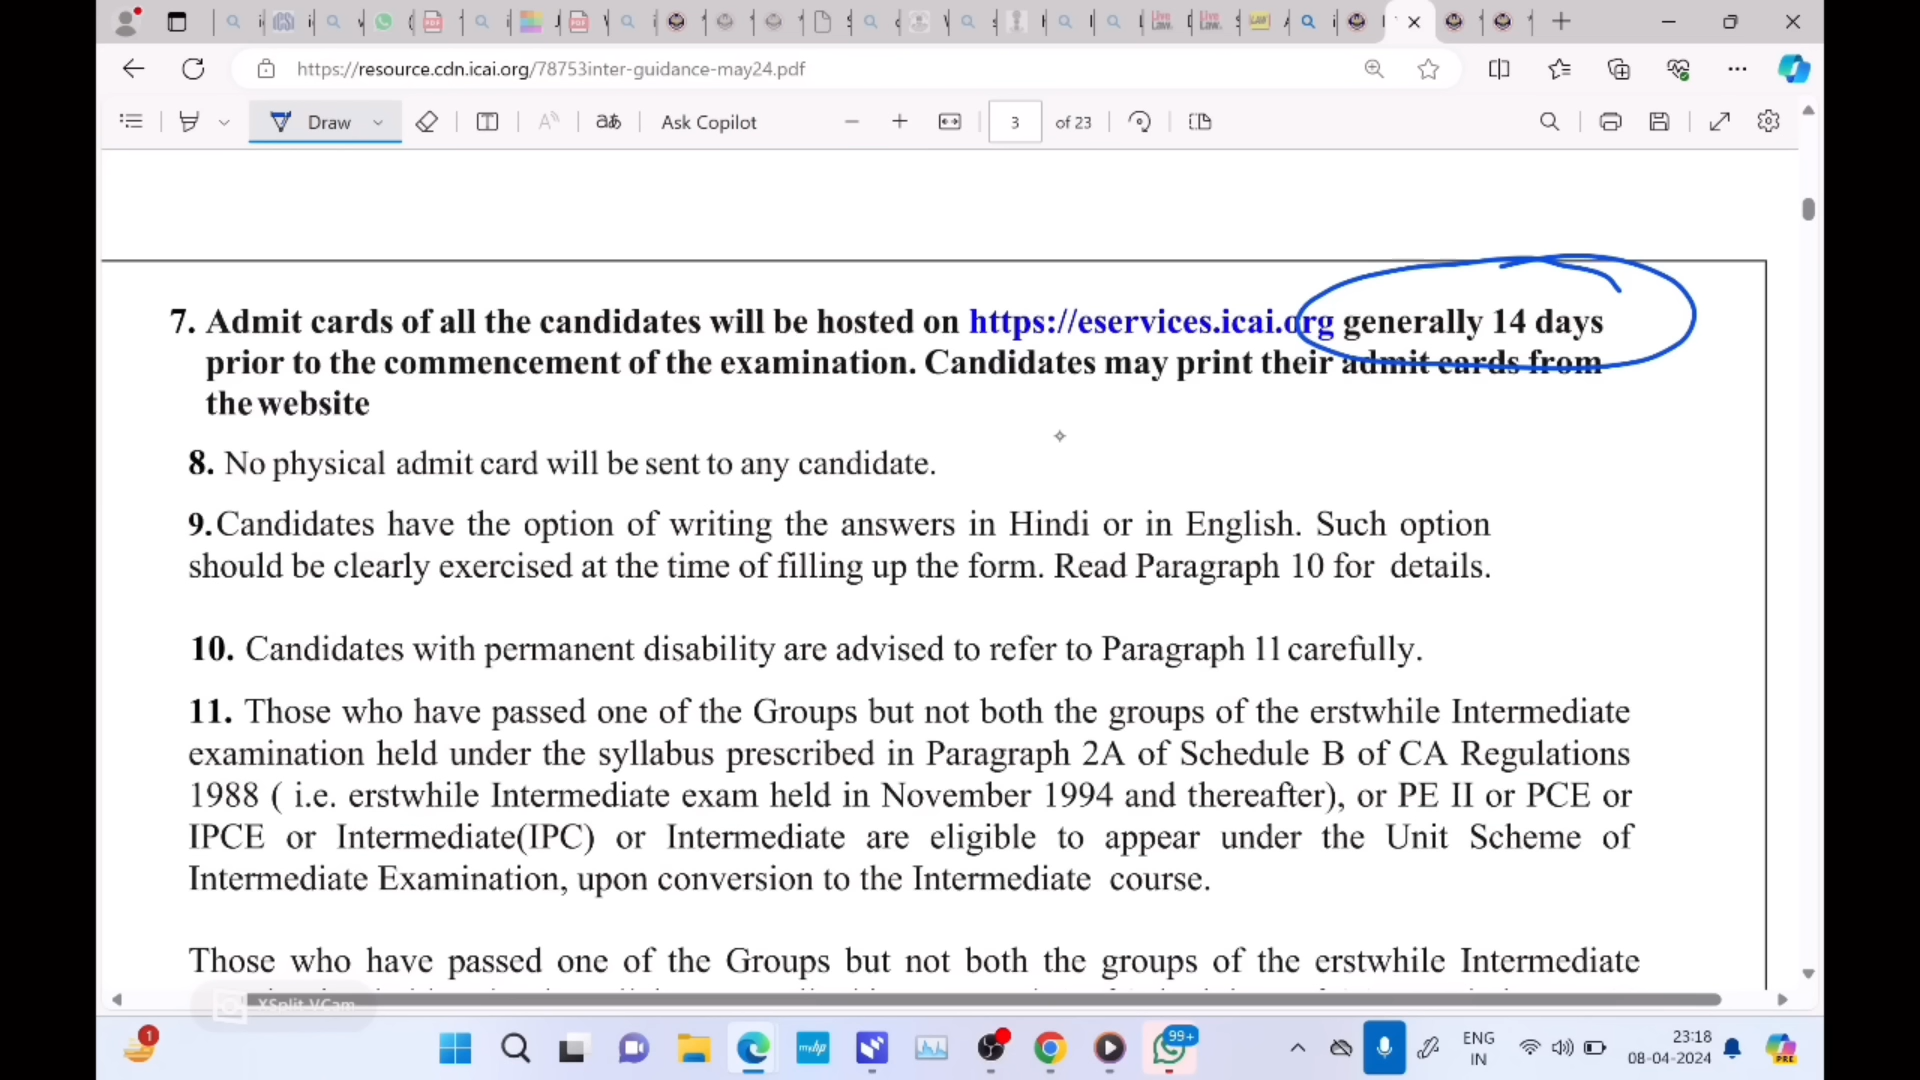 https://resource.cdn.icai.org/78753inter-guidance-may24.pdf
Draw
aあ
Ask Copilot
3 of 23
7. Admit cards of all the candidates will be hosted on https://eservices.icai.org generally 14 days
prior to the commencement of the examination. Candidates may print their admit cards from
the website
8. No physical admit card will be sent to any candidate.
9.Candidates have the option of writing the answers in Hindi or in English. Such option
should be clearly exercised at the time of filling up the form. Read Paragraph 10 for details.
10. Candidates with permanent disability are advised to refer to Paragraph 11 carefully.
11. Those who have passed one of the Groups but not both the groups of the erstwhile Intermediate
examination held under the syllabus prescribed in Paragraph 2A of Schedule B of CA Regulations
1988 ( i.e. erstwhile Intermediate exam held in November 1994 and thereafter), or PE II or PCE or
IPCE or Intermediate(IPC) or Intermediate are eligible to appear under the Unit Scheme of
Intermediate Examination, upon conversion to the Intermediate course.
Those who have passed one of the Groups but not both the groups of the erstwhile Intermediate
XSplit VCam
1
myhp
99+
ENG
IN
23:18
08-04-2024
PRE